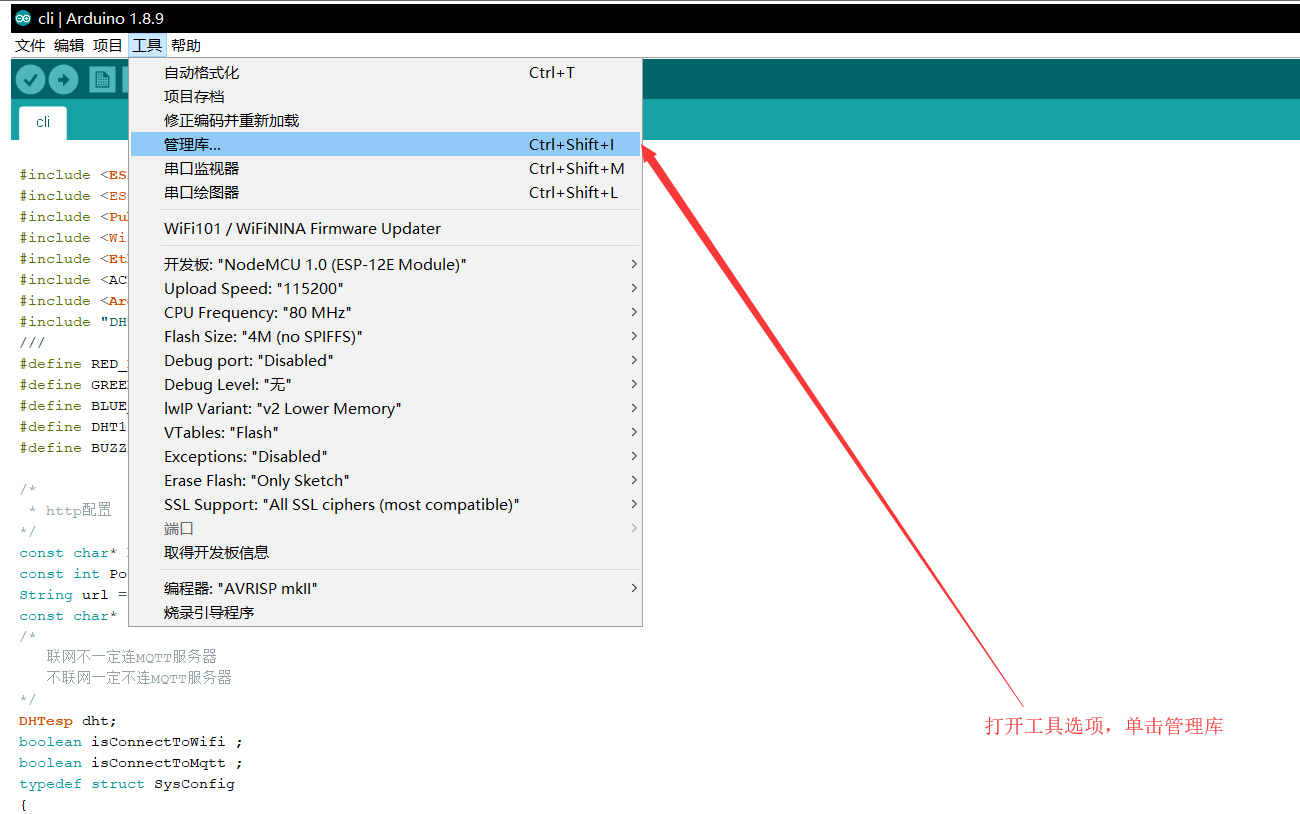 cli | Arduino 1.8.9
文件 编辑 项目 工具 帮助
自动格式化 Ctrl+T
项目存档
修正编码并重新加载
管理库... Ctrl+Shift+I
串口监视器 Ctrl+Shift+M
串口绘图器 Ctrl+Shift+L
WiFi101 / WiFiNINA Firmware Updater
开发板: "NodeMCU 1.0 (ESP-12E Module)"
Upload Speed: "115200"
CPU Frequency: "80 MHz"
Flash Size: "4M (no SPIFFS)"
Debug port: "Disabled"
Debug Level: "无"
lwIP Variant: "v2 Lower Memory"
VTables: "Flash"
Exceptions: "Disabled"
Erase Flash: "Only Sketch"
SSL Support: "All SSL ciphers (most compatible)"
端口
取得开发板信息
编程器: "AVRISP mkII"
烧录引导程序
cli
#include <ES
#include <ES
#include <Pu
#include <Wi
#include <Et
#include <AC
#include <Ar
#include "DH
///
#define RED_
#define GREE
#define BLUE_
#define DHT1
#define BUZZ
/*
* http配置
*/
const char*
const int Po
String url =
const char*
/*
联网不一定连MQTT服务器
不联网一定不连MQTT服务器
*/
DHTesp dht;
boolean isConnectToWifi ;
boolean isConnectToMqtt ;
typedef struct SysConfig
{
打开工具选项，单击管理库